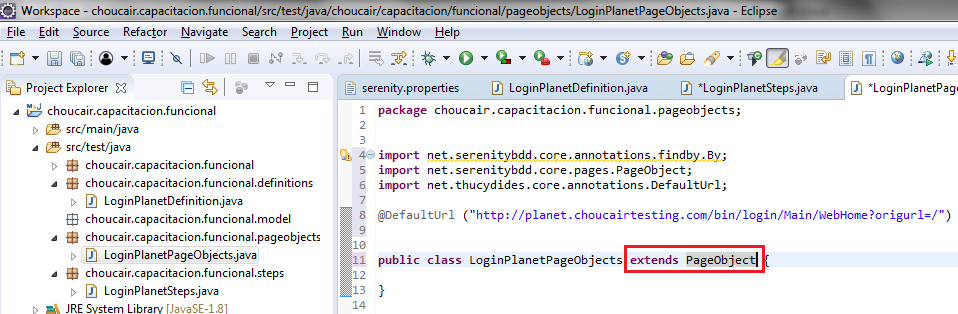 Workspace - choucair.capacitacion.funcional/src/test/java/choucair/capacitacion/funcional/pageobjects/LoginPlanetPageObjects.java - Eclipse
File Edit Source Refactor Navigate Search Project Run Window Help
Project Explorer
choucair.capacitacion.funcional
src/main/java
src/test/java
choucair.capacitacion.funcional
choucair.capacitacion.funcional.definitions
LoginPlanetDefinition.java
choucair.capacitacion.funcional.model
choucair.capacitacion.funcional.pageobjects
LoginPlanetPageObjects.java
choucair.capacitacion.funcional.steps
LoginPlanetSteps.java
JRE System Library [JavaSE-1.8]
serenity.properties LoginPlanetDefinition.java *LoginPlanetSteps.java *LoginPlanetPag
1 package choucair.capacitacion.funcional.pageobjects;
2
3
4 import net.serenitybdd.core.annotations.findby.By;
5 import net.serenitybdd.core.pages.PageObject;
6 import net.thucydides.core.annotations.DefaultUrl;
7
8 @DefaultUrl ("http://planet.choucairtesting.com/bin/login/Main/WebHome?origurl=/")
9
10
11 public class LoginPlanetPageObjects extends PageObject {
12
13 }
14